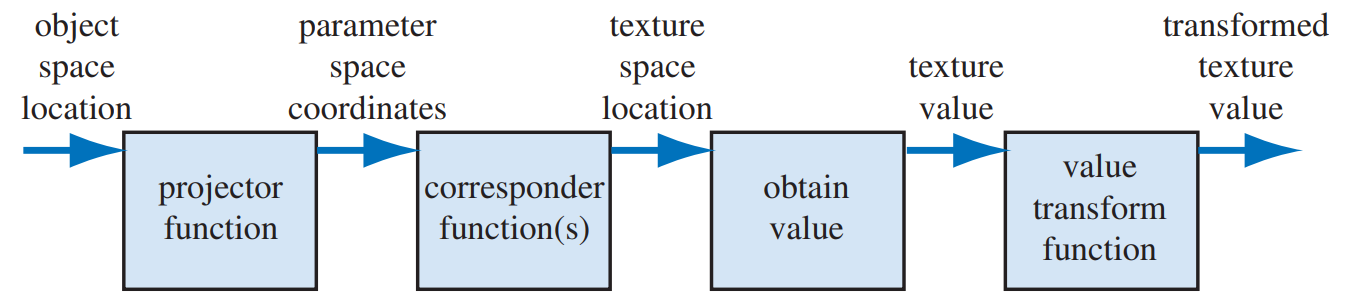 object
space
location
parameter
space
coordinates
texture
space
location
texture
value
transformed
texture
value
projector
function
corresponder
function(s)
obtain
value
value
transform
function